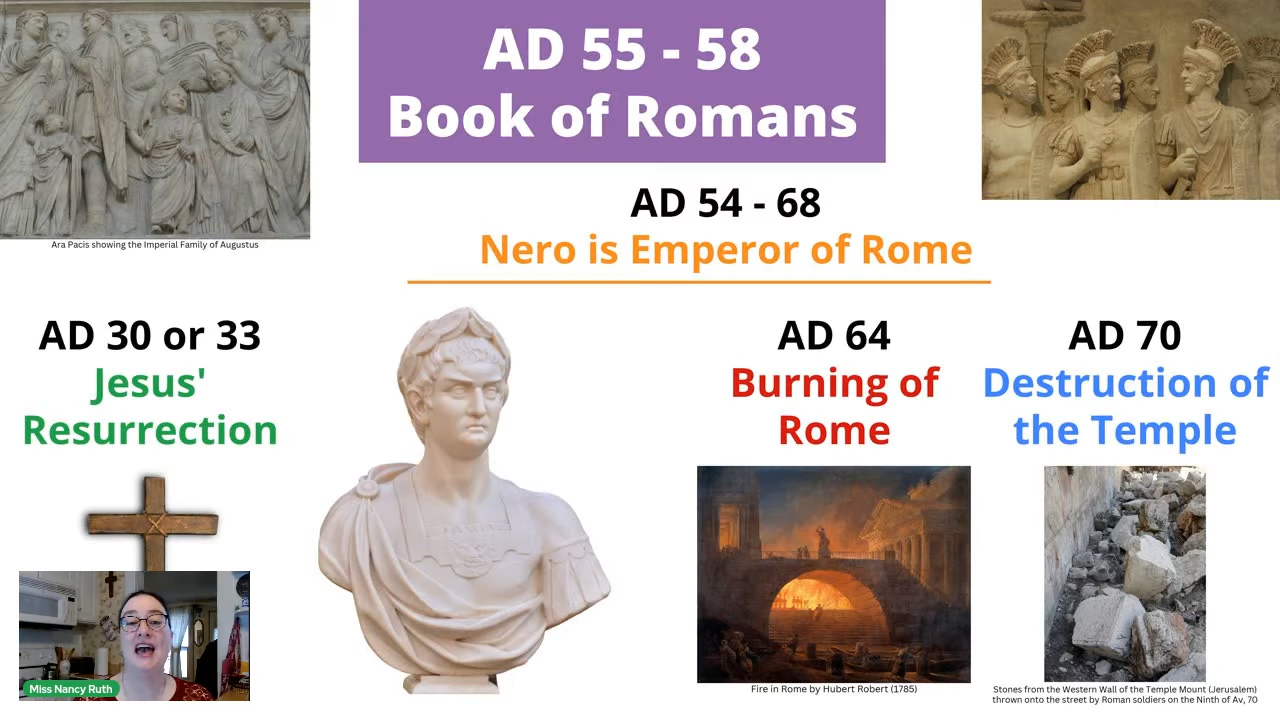 AD 55 - 58
Book of Romans
AD 54 - 68
Nero is Emperor of Rome
Ara Pacis showing the Imperial Family of Augustus
AD 30 or 33
Jesus'
Resurrection
AD 64
Burning of
Rome
AD 70
Destruction of
the Temple
Miss Nancy Ruth
Fire in Rome by Hubert Robert (1785)
Stones from the Western Wall of the Temple Mount (Jerusalem)
thrown onto the street by Roman soldiers on the Ninth of Av, 70